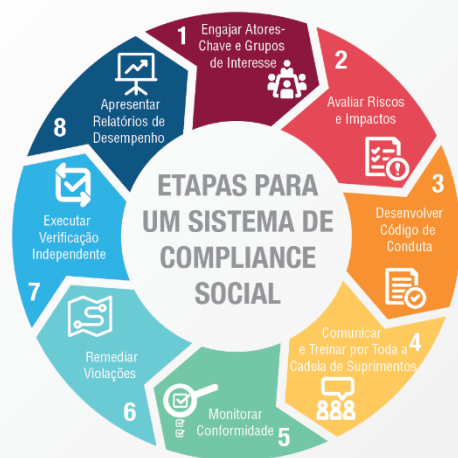 ETAPAS PARA
UM SISTEMA DE
COMPLIANCE
SOCIAL
1
Engajar Atores-
Chave e Grupos
de Interesse
2
Avaliar Riscos
e Impactos
3
Desenvolver
Código de
Conduta
4
Comunicar
e Treinar por Toda a
Cadeia de Suprimentos
5
Monitorar
Conformidade
6
Remediar
Violações
7
Executar
Verificação
Independente
8
Apresentar
Relatórios de
Desempenho